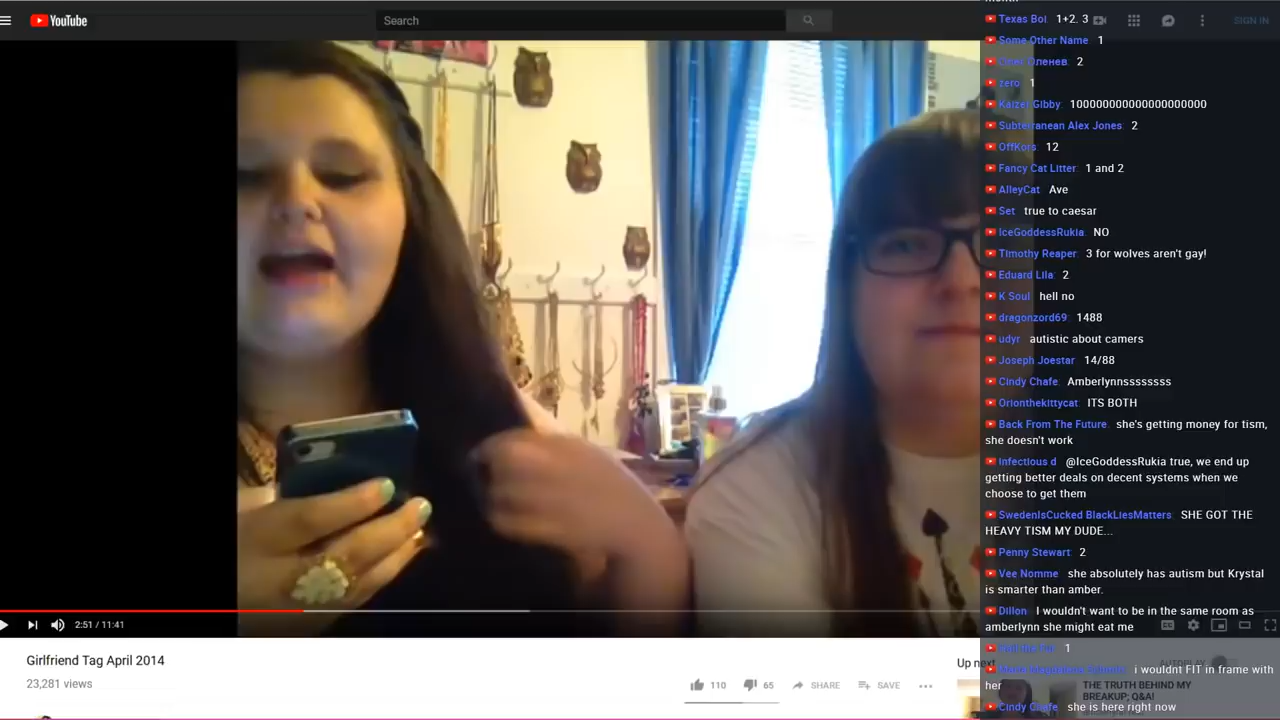 YouTube
Search
SIGN IN
Texas Boi 1+2. 3
Some Other Name 1
2
zero 1
Kaizer Gibby 100000000000000000000
Subterranean Alex Jones 2
OffKors 12
Fancy Cat Litter 1 and 2
AlleyCat Ave
Set true to caesar
IceGoddessRukia NO
Timothy Reaper 3 for wolves aren't gay!
Eduard Lila 2
K Soul hell no
dragonzord69 1488
udyr autistic about camers
Joseph Joestar 14/88
Cindy Chafe Amberlynnssssssss
Orionthekittycat ITS BOTH
Back From The Future she's getting money for tism,
she doesn't work
Infectious d @IceGoddessRukia true, we end up
getting better deals on decent systems when we
choose to get them
SwedenIsCucked BlackLiesMatters SHE GOT THE
HEAVY TISM MY DUDE...
Penny Stewart 2
Vee Nomme she absolutely has autism but Krystal
is smarter than amber.
Dillon I wouldn't want to be in the same room as
amberlynn she might eat me
1
i wouldnt FIT in frame with
her
Cindy Chafe she is here right now
2:51 / 11:41
Girlfriend Tag April 2014
23,281 views
110
65
SHARE
SAVE
Up next
AUTOPLAY
THE TRUTH BEHIND MY
BREAKUP; Q&A!